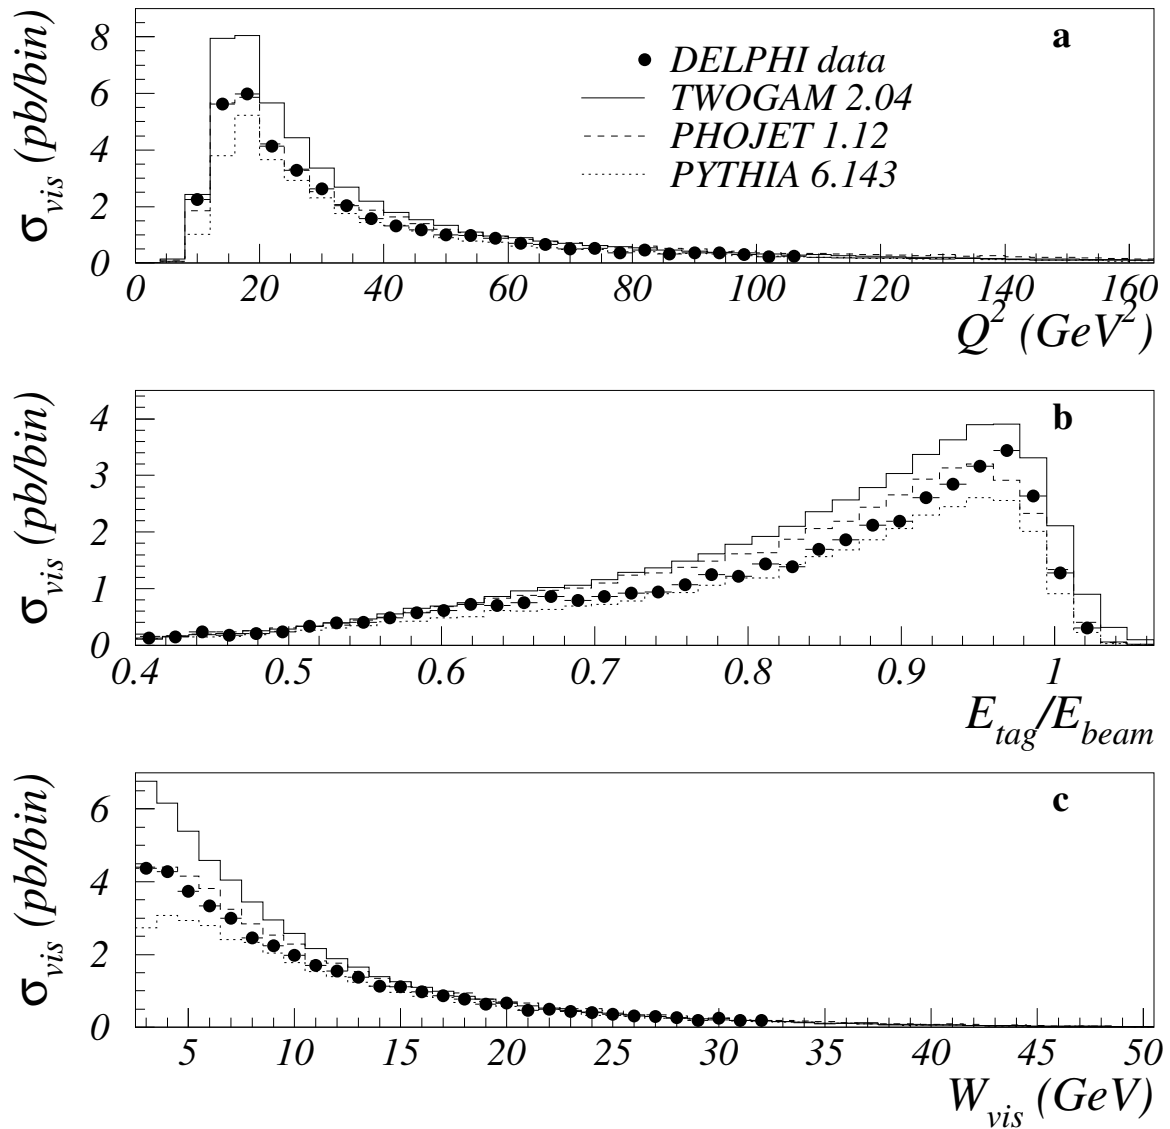 σvis (pb/bin)
8
6
4
2
0
a
DELPHI data
TWOGAM 2.04
PHOJET 1.12
PYTHIA 6.143
0 20 40 60 80 100 120 140 160
Q² (GeV²)
σvis (pb/bin)
4
3
2
1
0
b
0.4 0.5 0.6 0.7 0.8 0.9 1
Etag/Ebeam
σvis (pb/bin)
6
4
2
0
c
5 10 15 20 25 30 35 40 45 50
Wvis (GeV)